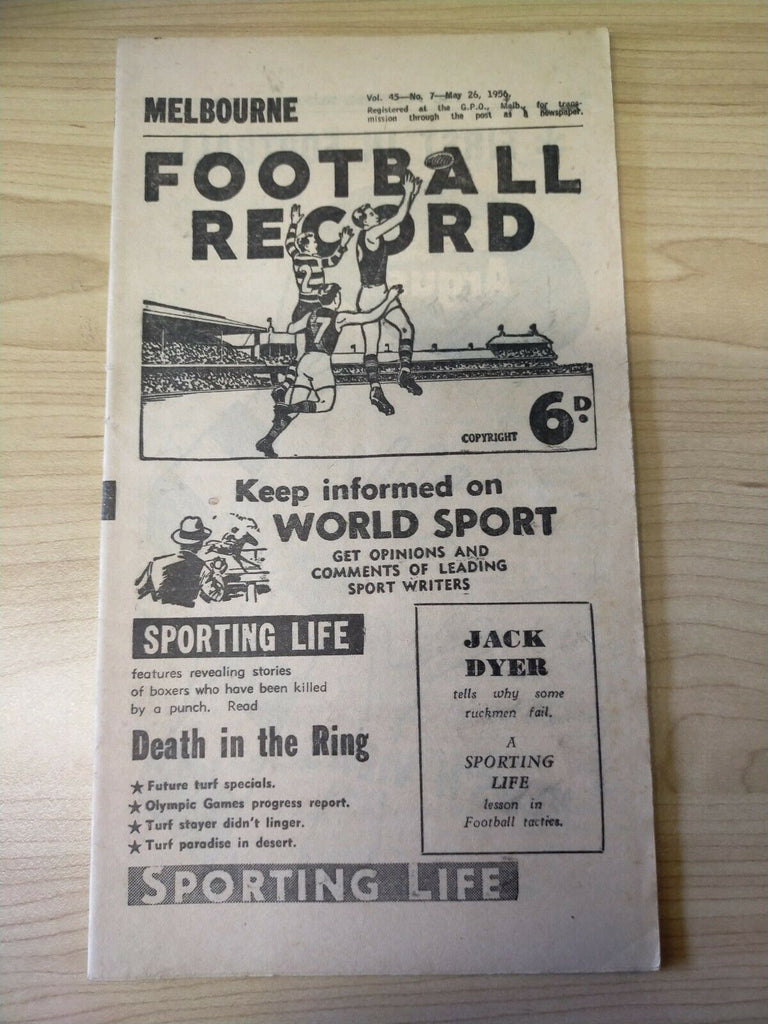 MELBOURNE
Vol. 45—No. 7—May 26, 1956
Registered at the G.P.O., Melb., for trans-
mission through the post as a newspaper.
FOOTBALL
RECORD
2
7
COPYRIGHT 6D.
Keep informed on
WORLD SPORT
GET OPINIONS AND
COMMENTS OF LEADING
SPORT WRITERS
SPORTING LIFE
features revealing stories
of boxers who have been killed
by a punch. Read
Death in the Ring
★ Future turf specials.
★ Olympic Games progress report.
★ Turf stayer didn't linger.
★ Turf paradise in desert.
JACK
DYER
tells why some
ruckmen fail.
A
SPORTING
LIFE
lesson in
Football tactics.
SPORTING LIFE